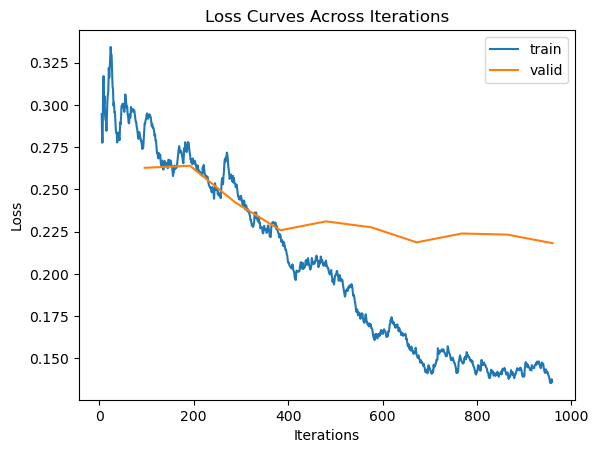 Loss Curves Across Iterations
train
valid
0.325
0.300
0.275
0.250
0.225
0.200
0.175
0.150
Loss
0 200 400 600 800 1000
Iterations